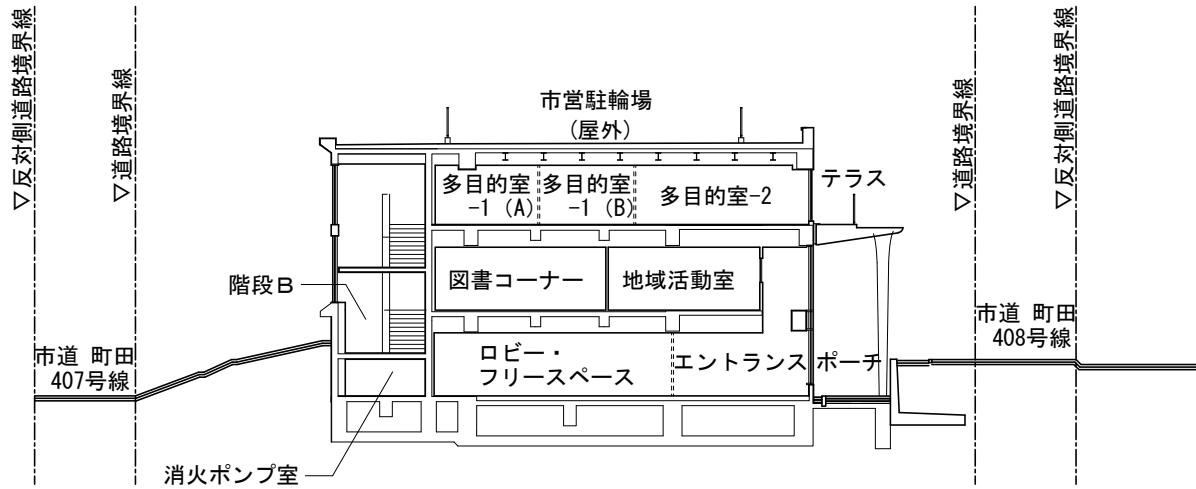 ▽反対側道路境界線
▽道路境界線
市営駐輪場
(屋外)
▽道路境界線
▽反対側道路境界線
多目的室
-1 (A)
多目的室
-1 (B)
多目的室-2
テラス
階段B
図書コーナー
地域活動室
市道 町田
407号線
ロビー・
フリースペース
エントランス
ポーチ
市道 町田
408号線
消火ポンプ室